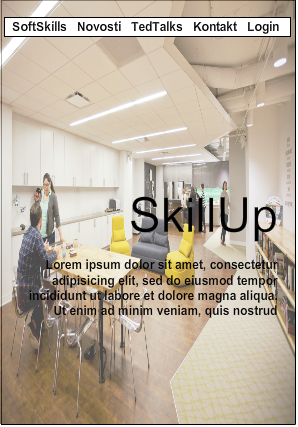 SoftSkills Novosti TedTalks Kontakt Login
SkillUp
Lorem ipsum dolor sit amet, consectetur
adipisicing elit, sed do eiusmod tempor
incididunt ut labore et dolore magna aliqua.
Ut enim ad minim veniam, quis nostrud